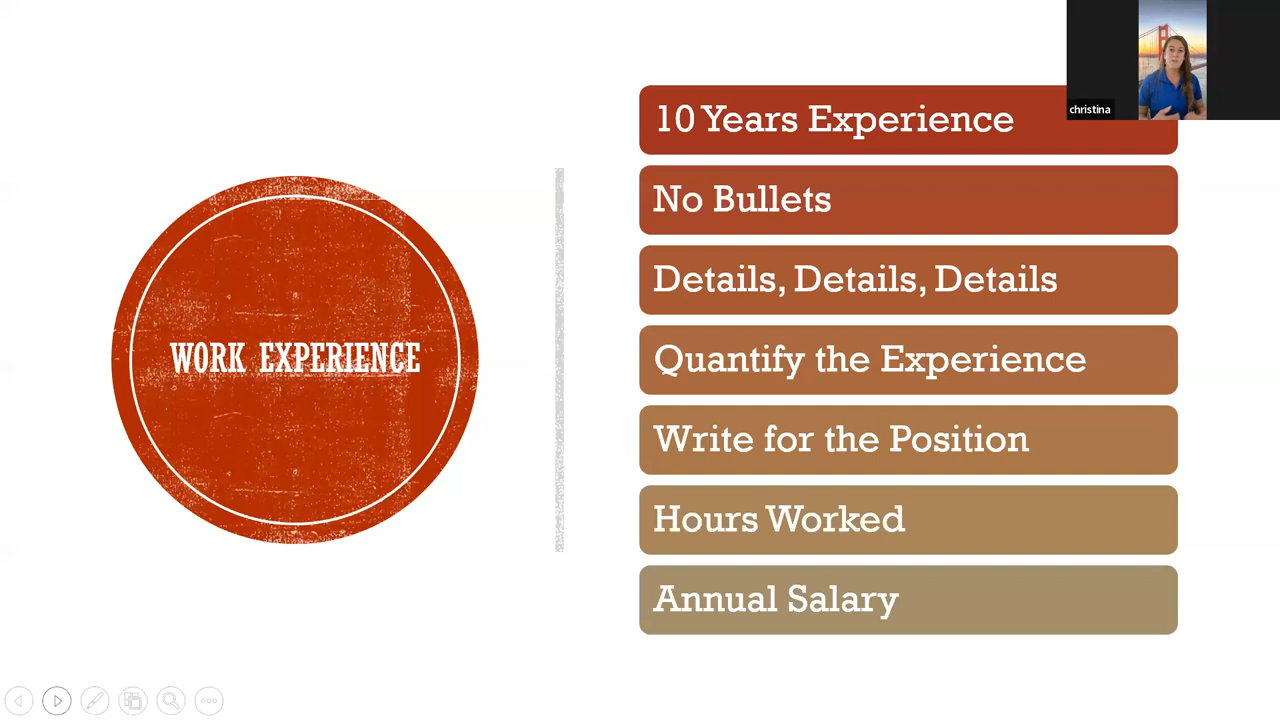 christina
10 Years Experience
No Bullets
Details, Details, Details
Quantify the Experience
WORK EXPERIENCE
Write for the Position
Hours Worked
Annual Salary